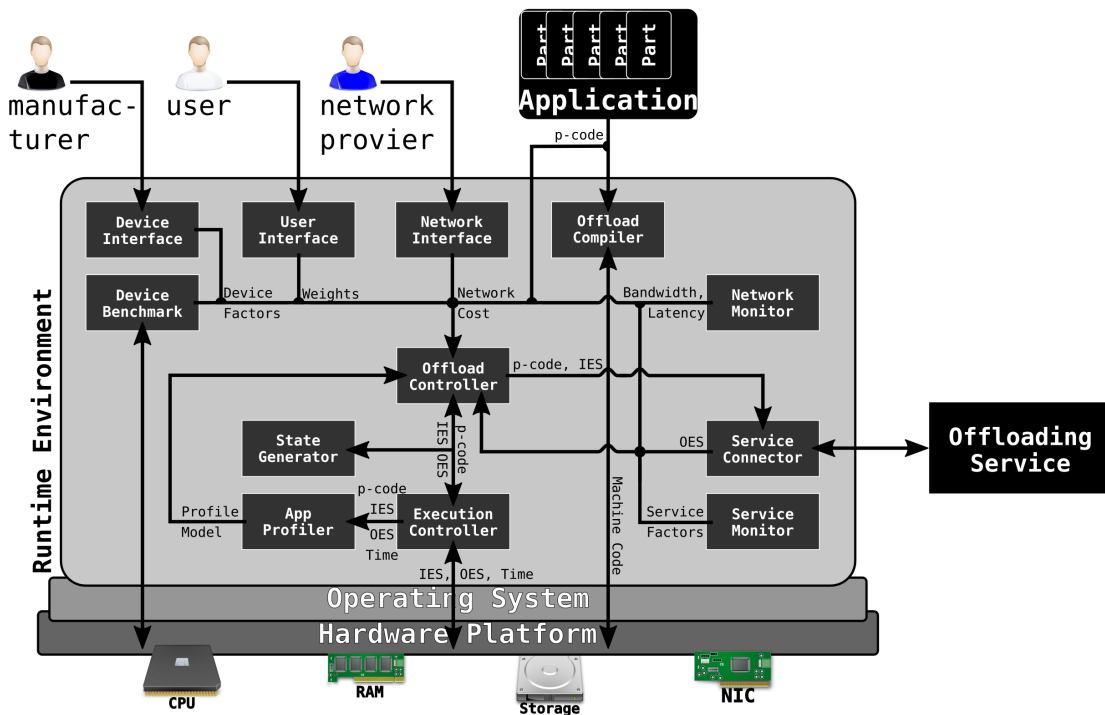 Part
Part
Part
Part
Part
Application
manufac-
turer
user
network
provier
p-code
Device
Interface
User
Interface
Network
Interface
Offload
Compiler
Device
Benchmark
Device
Factors
Weights
Network
Cost
Bandwidth,
Latency
Network
Monitor
Runtime Environment
Offload
Controller
p-code, IES
State
Generator
p-code
IES OES
OES
Service
Connector
Offloading
Service
Profile
Model
App
Profiler
p-code
IES
OES
Time
Execution
Controller
Machine Code
Service
Factors
Service
Monitor
IES, OES, Time
Operating System
Hardware Platform
CPU
RAM
Storage
NIC